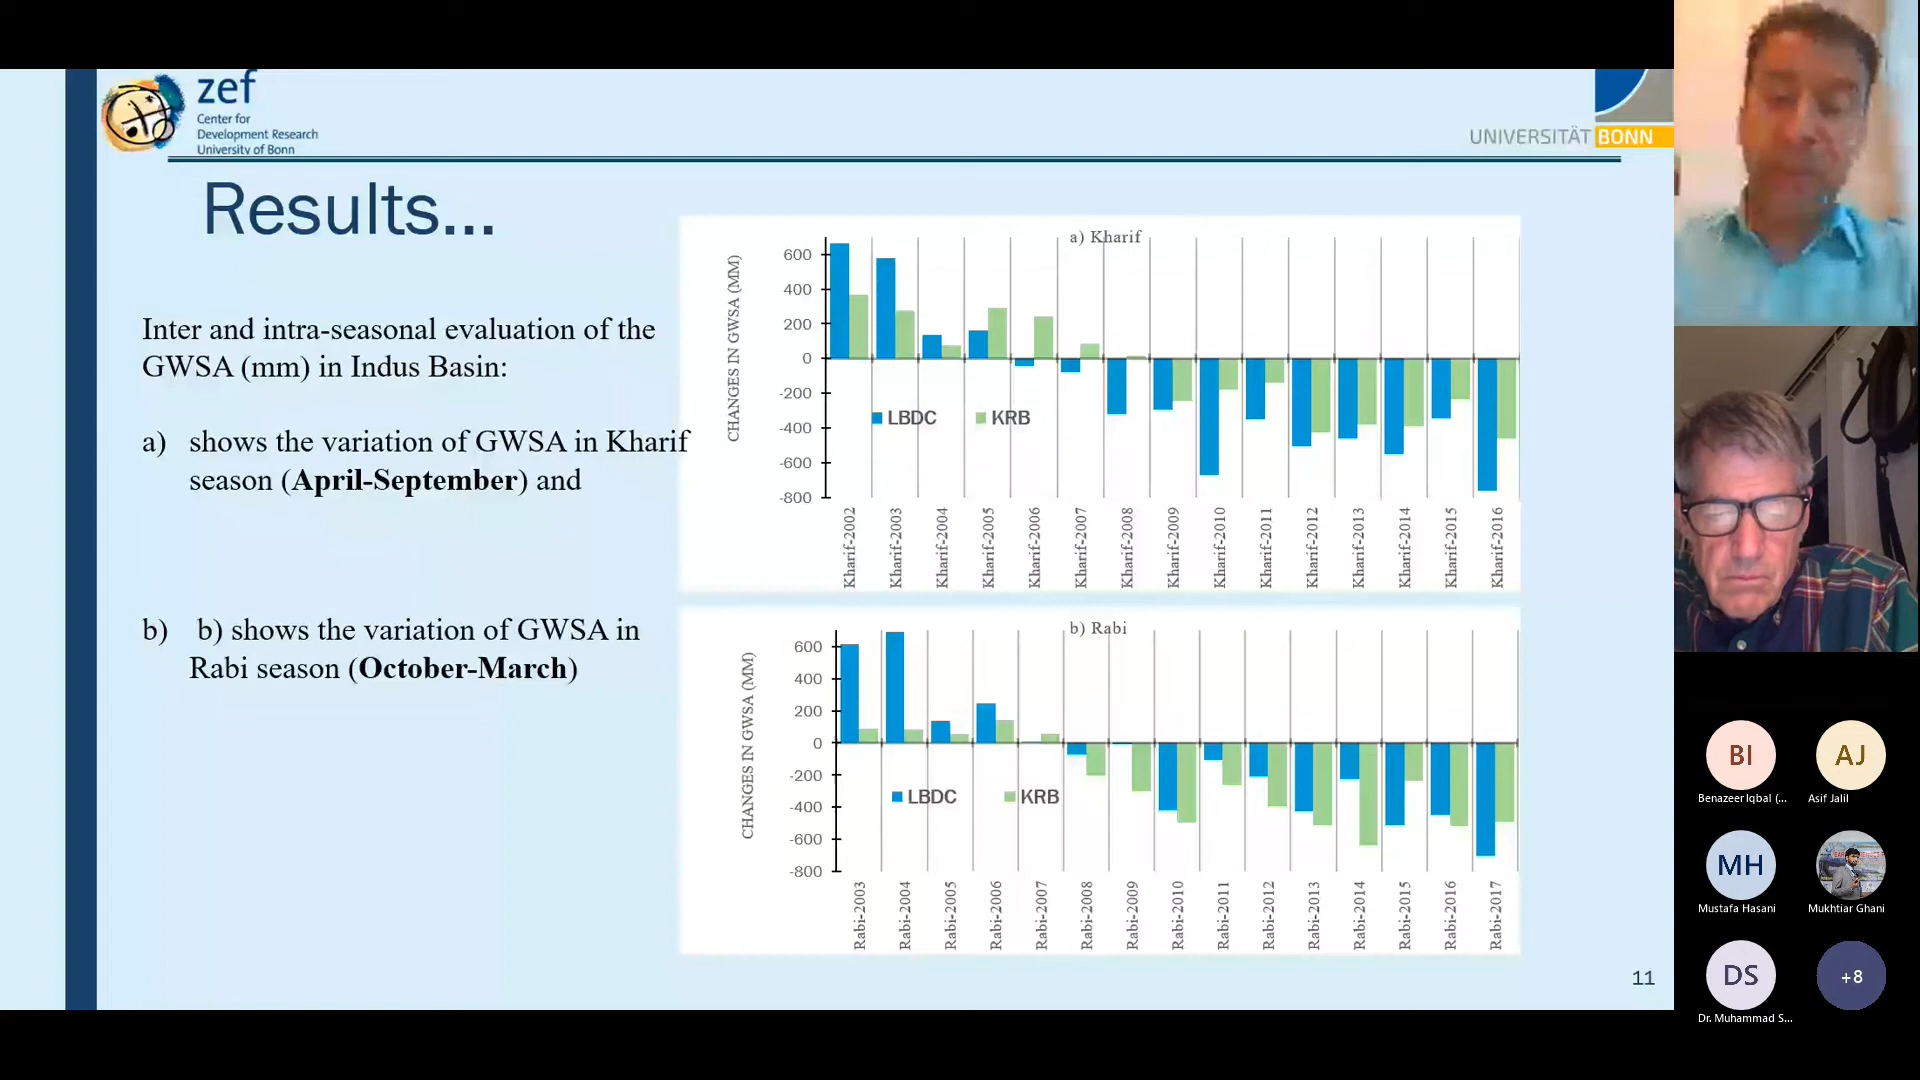 zef
Center for
Development Research
University of Bonn
UNIVERSITÄT BONN
Results...
Inter and intra-seasonal evaluation of the
GWSA (mm) in Indus Basin:
a) shows the variation of GWSA in Kharif
season (April-September) and
b) b) shows the variation of GWSA in
Rabi season (October-March)
a) Kharif
CHANGES IN GWSA (MM)
600
400
200
0
-200
-400
-600
-800
LBDC KRB
Kharif-2002
Kharif-2003
Kharif-2004
Kharif-2005
Kharif-2006
Kharif-2007
Kharif-2008
Kharif-2009
Kharif-2010
Kharif-2011
Kharif-2012
Kharif-2013
Kharif-2014
Kharif-2015
Kharif-2016
b) Rabi
CHANGES IN GWSA (MM)
600
400
200
0
-200
-400
-600
-800
LBDC KRB
Rabi-2003
Rabi-2004
Rabi-2005
Rabi-2006
Rabi-2007
Rabi-2008
Rabi-2009
Rabi-2010
Rabi-2011
Rabi-2012
Rabi-2013
Rabi-2014
Rabi-2015
Rabi-2016
Rabi-2017
11
BI AJ
Benazeer Iqbal (... Asif Jalil
MH
Mustafa Hasani Mukhtiar Ghani
DS +8
Dr. Muhammad S...